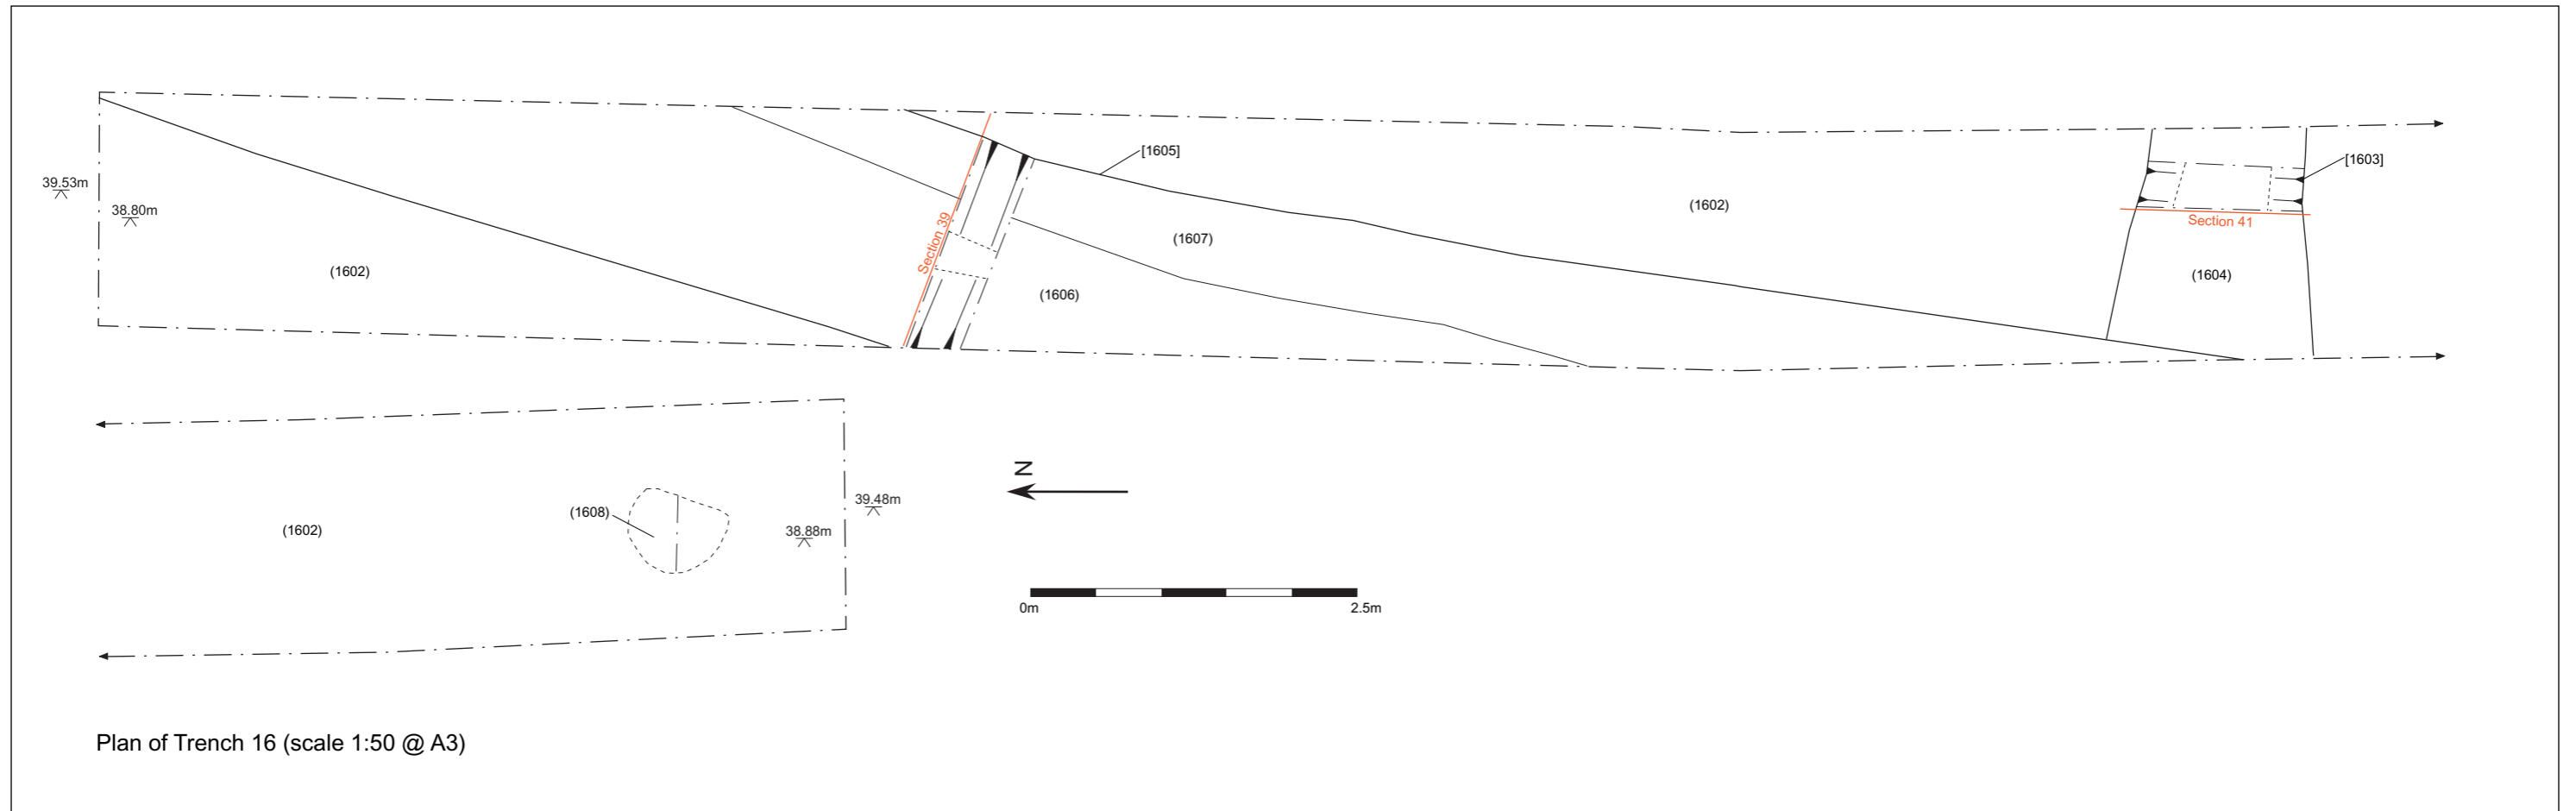 [1605]
[1603]
39.53m
38.80m
(1602)
Section 39
(1607)
(1602)
Section 41
(1602)
(1606)
(1604)
N
39.48m
(1608)
(1602)
38.88m
0m
2.5m
Plan of Trench 16 (scale 1:50 @ A3)